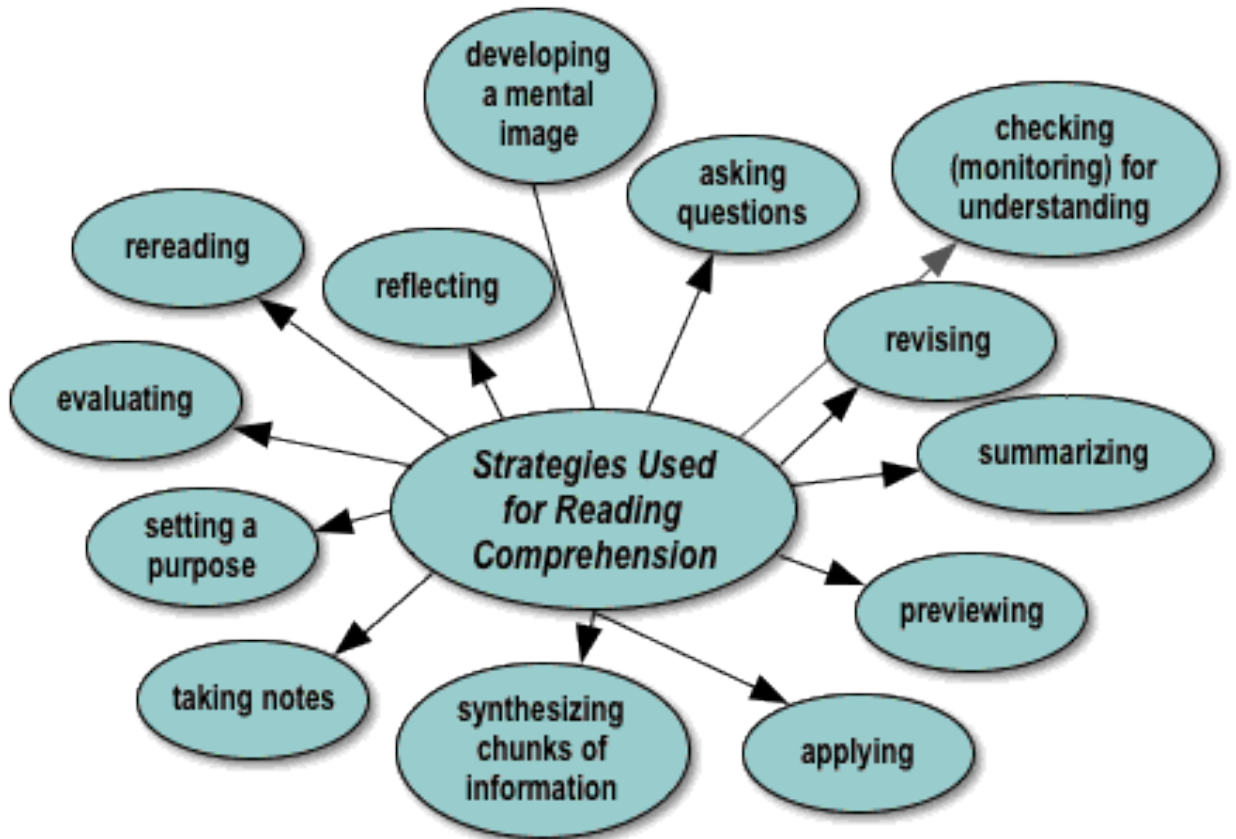 developing
a mental
image
asking
questions
checking
(monitoring) for
understanding
rereading
reflecting
revising
evaluating
summarizing
Strategies Used
for Reading
Comprehension
setting a
purpose
previewing
taking notes
synthesizing
chunks of
information
applying